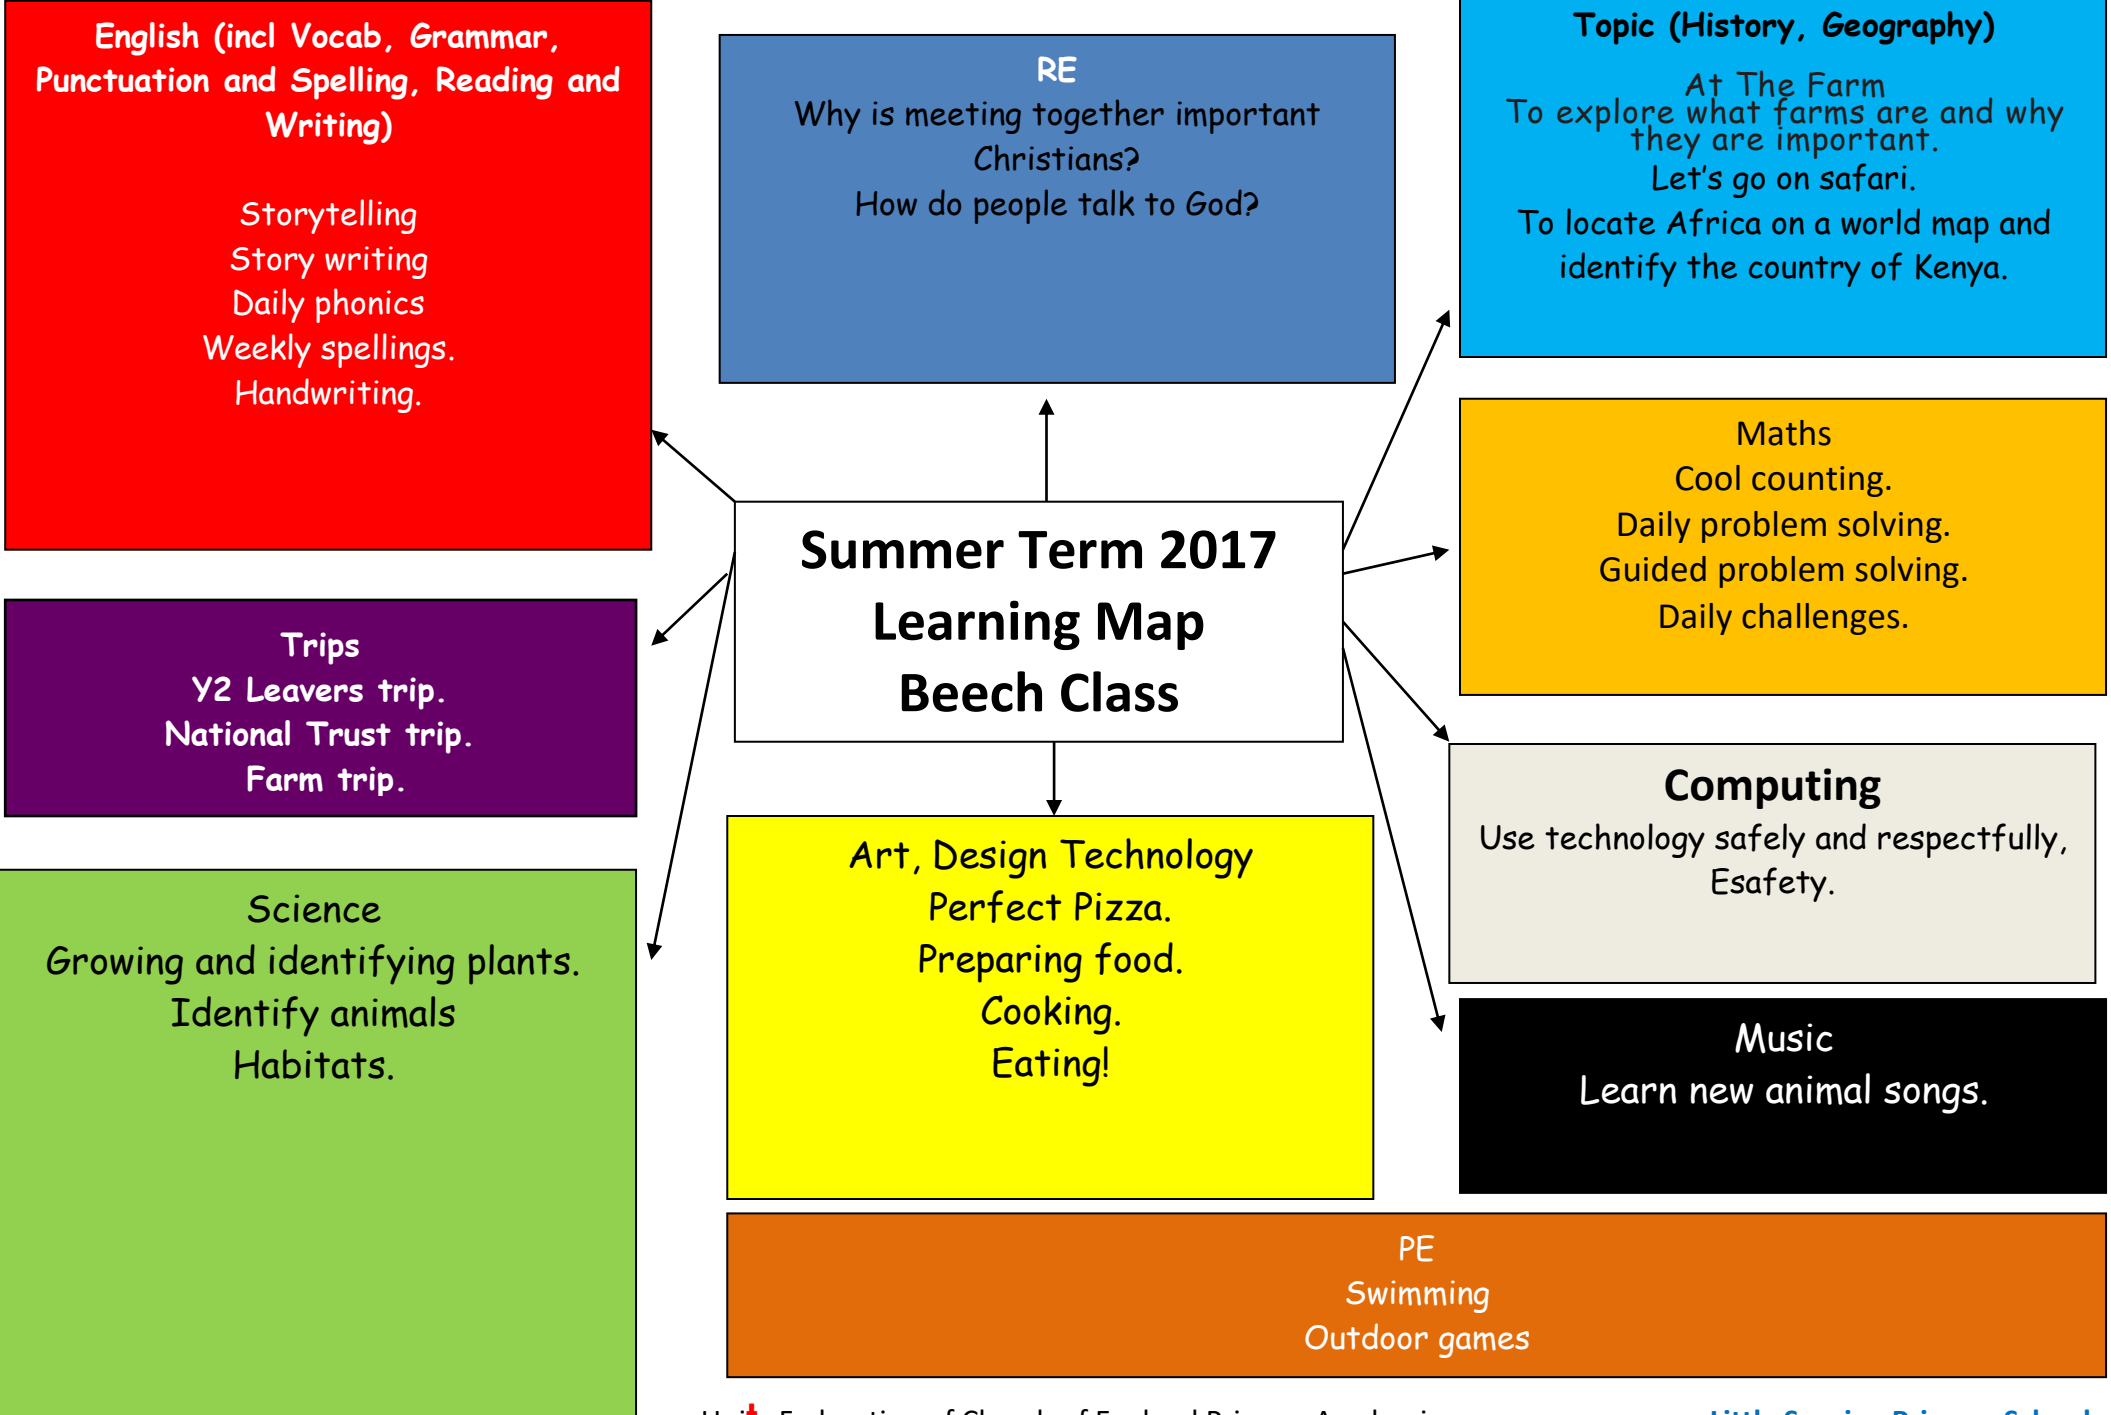 English (incl Vocab, Grammar,
Punctuation and Spelling, Reading and
Writing)
Storytelling
Story writing
Daily phonics
Weekly spellings.
Handwriting.
RE
Why is meeting together important
Christians?
How do people talk to God?
Topic (History, Geography)
At The Farm
To explore what farms are and why
they are important.
Let's go on safari.
To locate Africa on a world map and
identify the country of Kenya.
Maths
Cool counting.
Daily problem solving.
Guided problem solving.
Daily challenges.
Summer Term 2017
Learning Map
Beech Class
Trips
Y2 Leavers trip.
National Trust trip.
Farm trip.
Computing
Use technology safely and respectfully,
Esafety.
Science
Growing and identifying plants.
Identify animals
Habitats.
Art, Design Technology
Perfect Pizza.
Preparing food.
Cooking.
Eating!
Music
Learn new animal songs.
PE
Swimming
Outdoor games